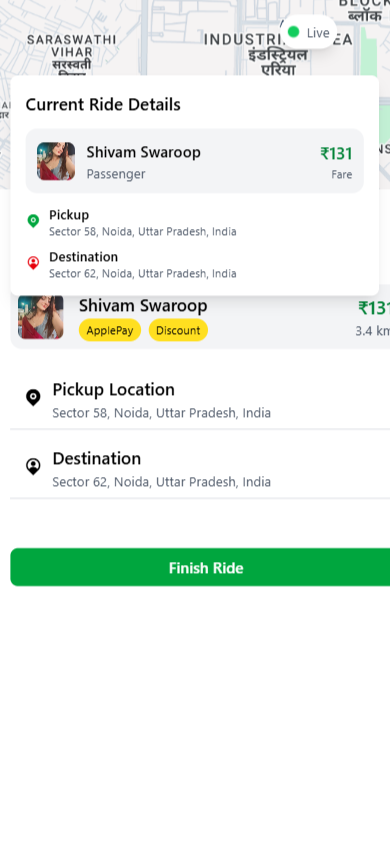 BLOCK
ब्लॉक
SARASWATHI
VIHAR
सरस्वती
INDUSTRI EA
Live
इंडस्ट्रियल
एरिया
Current Ride Details
Shivam Swaroop
₹131
Passenger
Fare
Pickup
Sector 58, Noida, Uttar Pradesh, India
Destination
Sector 62, Noida, Uttar Pradesh, India
Shivam Swaroop
₹131
ApplePay
Discount
3.4 km
Pickup Location
Sector 58, Noida, Uttar Pradesh, India
Destination
Sector 62, Noida, Uttar Pradesh, India
Finish Ride